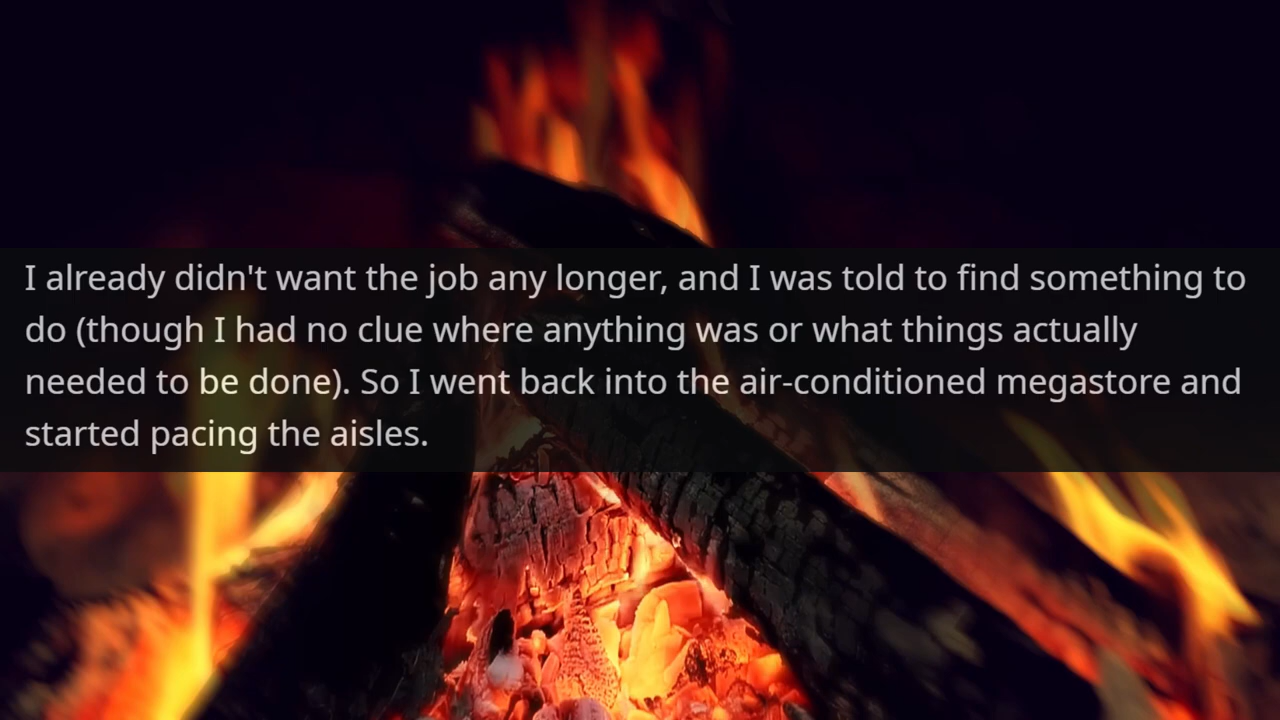 I already didn't want the job any longer, and I was told to find something to
do (though I had no clue where anything was or what things actually
needed to be done). So I went back into the air-conditioned megastore and
started pacing the aisles.